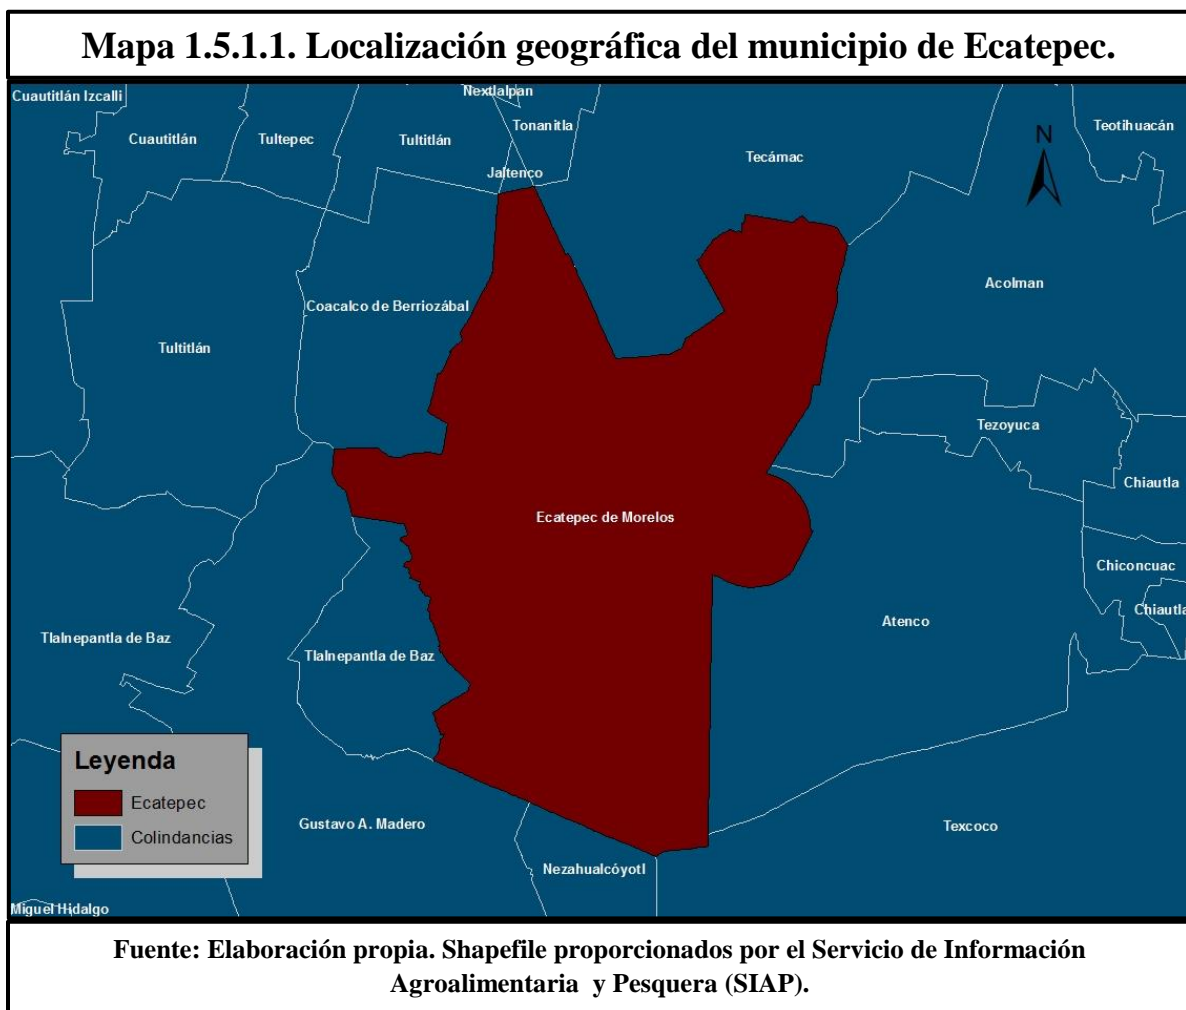 Mapa 1.5.1.1. Localización geográfica del municipio de Ecatepec.
Nextlalpan
Cuautitlán Izcalli
Tonanitla
Teotihuacán
Cuautitlán
Tultepec
Tultitlán
N
Tecámac
Jaltenco
Acolman
Coacalco de Berriozábal
Tultitlán
Tezoyuca
Chiautla
Ecatepec de Morelos
Chiconcuac
Chiautla
Atenco
Tlalnepantla de Baz
Tlalnepantla de Baz
Leyenda
Ecatepec
Colindancias
Gustavo A. Madero
Texcoco
Nezahualcóyotl
Miguel Hidalgo
Fuente: Elaboración propia. Shapefile proporcionados por el Servicio de Información
Agroalimentaria y Pesquera (SIAP).